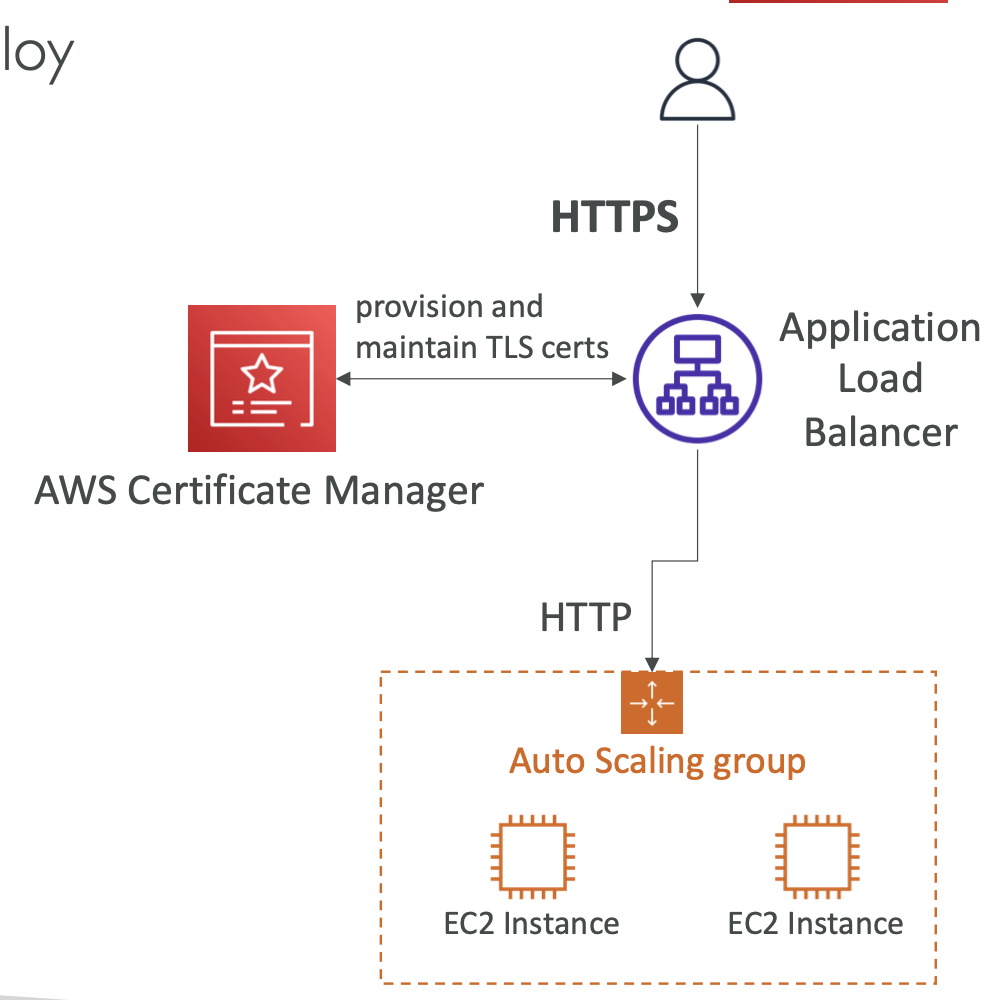 loy
HTTPS
provision and
maintain TLS certs
Application
Load
Balancer
AWS Certificate Manager
HTTP
Auto Scaling group
EC2 Instance
EC2 Instance